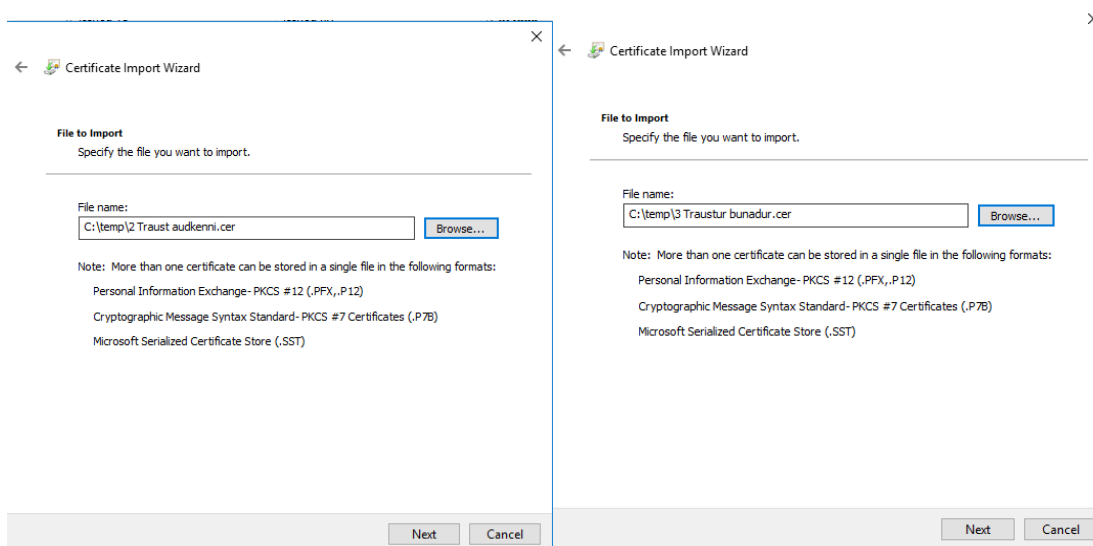 Certificate Import Wizard
File to Import
Specify the file you want to import.
File name:
C:\temp\2 Traust audkenni.cer
Browse...
Note: More than one certificate can be stored in a single file in the following formats:
Personal Information Exchange- PKCS #12 (.PFX,.P12)
Cryptographic Message Syntax Standard- PKCS #7 Certificates (.P7B)
Microsoft Serialized Certificate Store (.SST)
Next
Cancel
Certificate Import Wizard
File to Import
Specify the file you want to import.
File name:
C:\temp\3 Traustur bunadur.cer
Browse...
Note: More than one certificate can be stored in a single file in the following formats:
Personal Information Exchange- PKCS #12 (.PFX,.P12)
Cryptographic Message Syntax Standard- PKCS #7 Certificates (.P7B)
Microsoft Serialized Certificate Store (.SST)
Next
Cancel